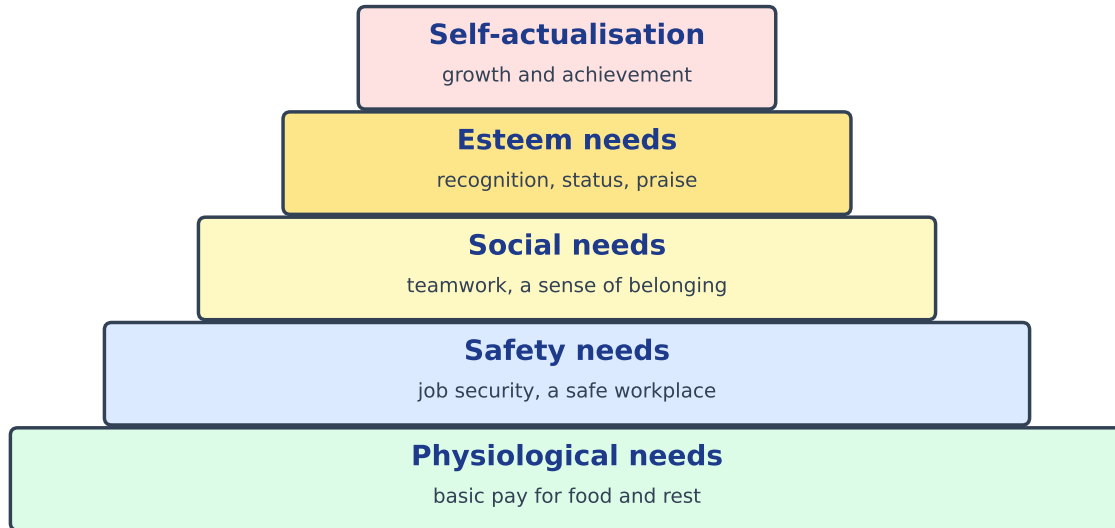 Self-actualisation
growth and achievement
Esteem needs
recognition, status, praise
Social needs
teamwork, a sense of belonging
Safety needs
job security, a safe workplace
Physiological needs
basic pay for food and rest